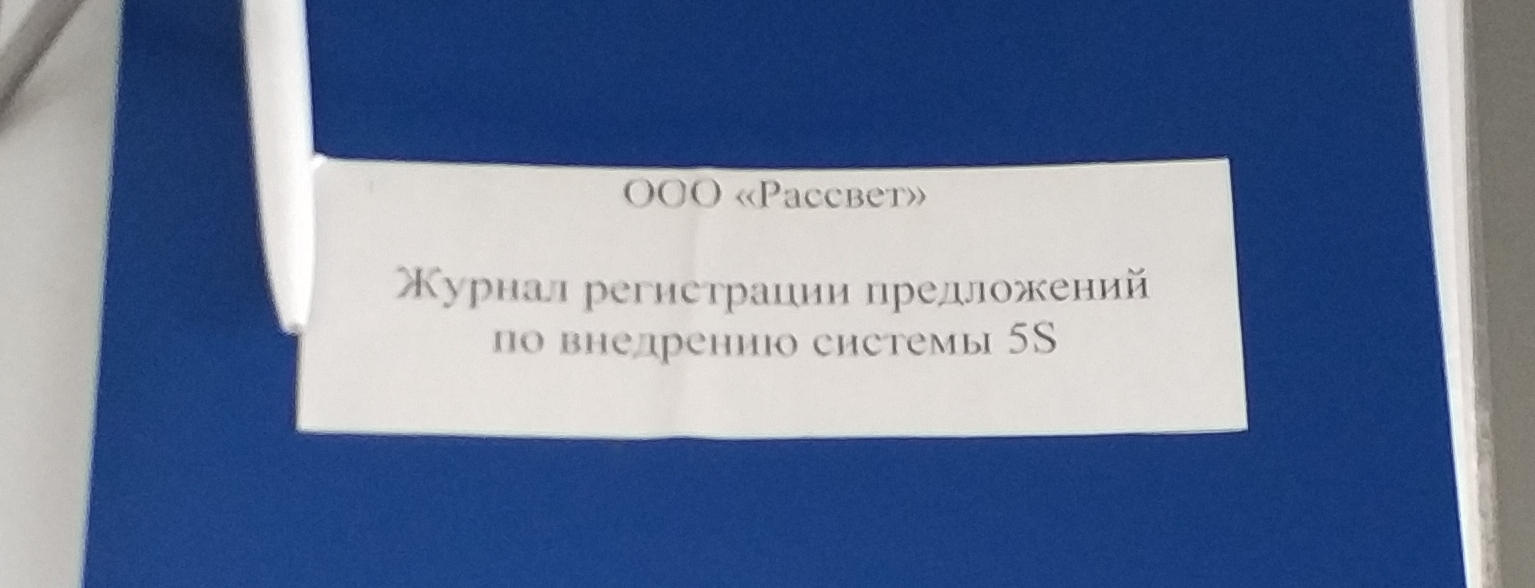 ООО «Рассвет»
Журнал регистрации предложений
по внедрению системы 5S